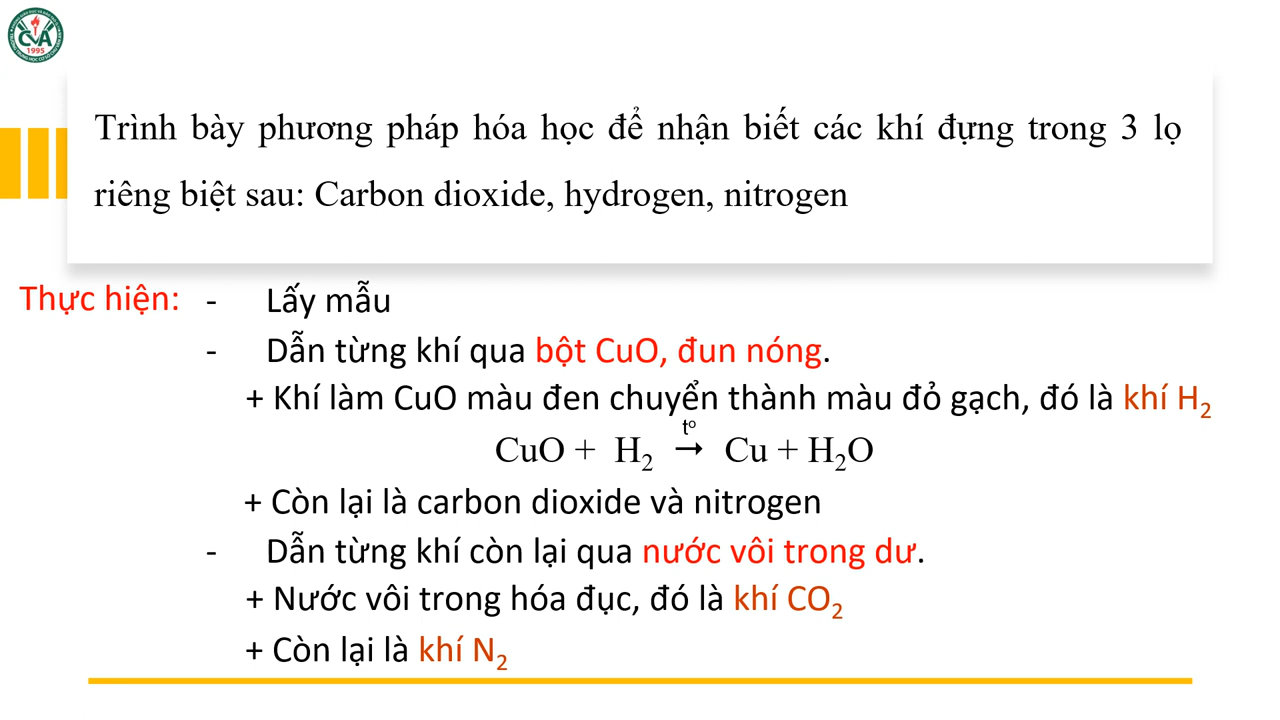 CVA
1995
Trình bày phương pháp hóa học để nhận biết các khí đựng trong 3 lọ
riêng biệt sau: Carbon dioxide, hydrogen, nitrogen
Thực hiện: - Lấy mẫu
- Dẫn từng khí qua bột CuO, đun nóng.
+ Khí làm CuO màu đen chuyển thành màu đỏ gạch, đó là khí H₂
CuO + H₂ →(tᵒ) Cu + H₂O
+ Còn lại là carbon dioxide và nitrogen
- Dẫn từng khí còn lại qua nước vôi trong dư.
+ Nước vôi trong hóa đục, đó là khí CO₂
+ Còn lại là khí N₂